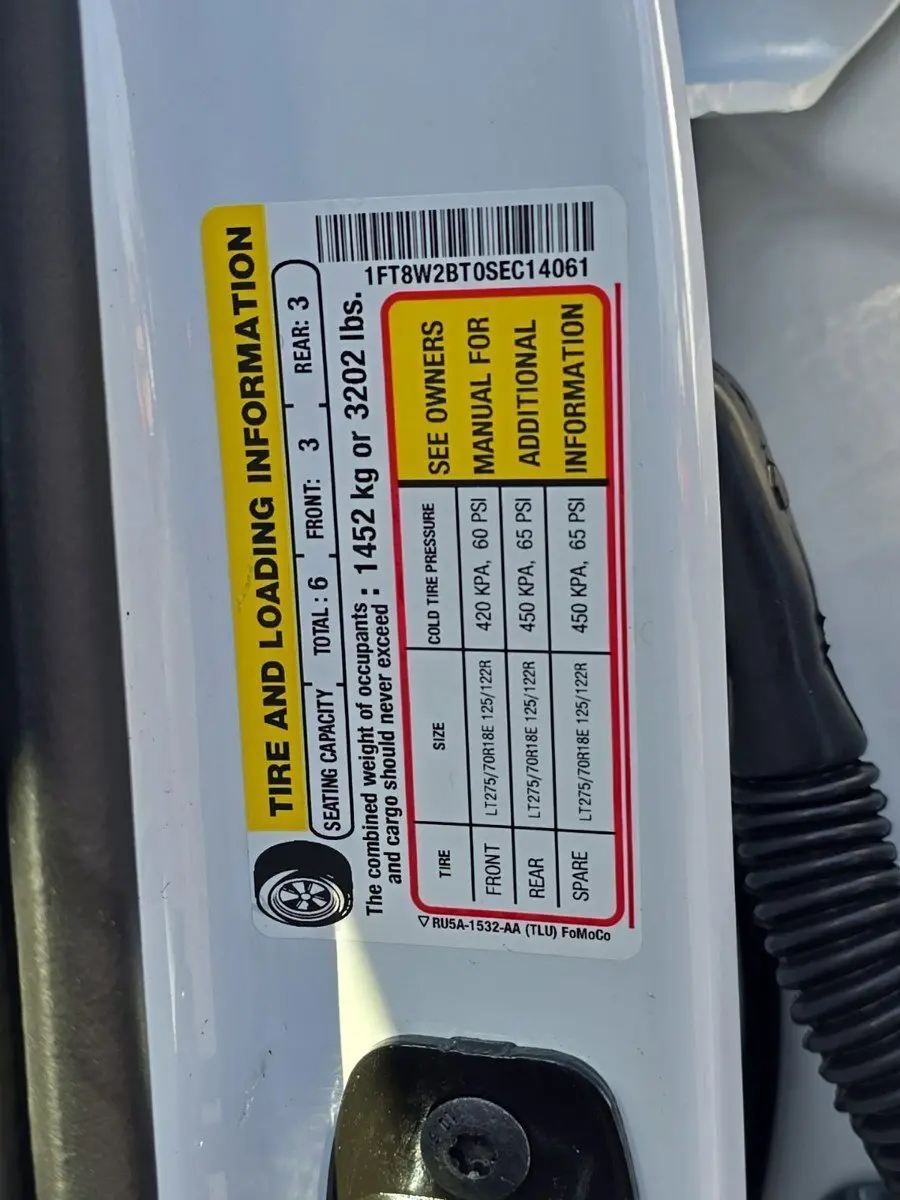 TIRE AND LOADING INFORMATION
SEATING CAPACITY TOTAL : 6 FRONT: 3 REAR: 3
The combined weight of occupants
and cargo should never exceed : 1452 kg or 3202 lbs.
1FT8W2BT0SEC14061
TIRE SIZE COLD TIRE PRESSURE
FRONT LT275/70R18E 125/122R 420 KPA, 60 PSI
REAR LT275/70R18E 125/122R 450 KPA, 65 PSI
SPARE LT275/70R18E 125/122R 450 KPA, 65 PSI
SEE OWNERS
MANUAL FOR
ADDITIONAL
INFORMATION
RU5A-1532-AA (TLU) FoMoCo